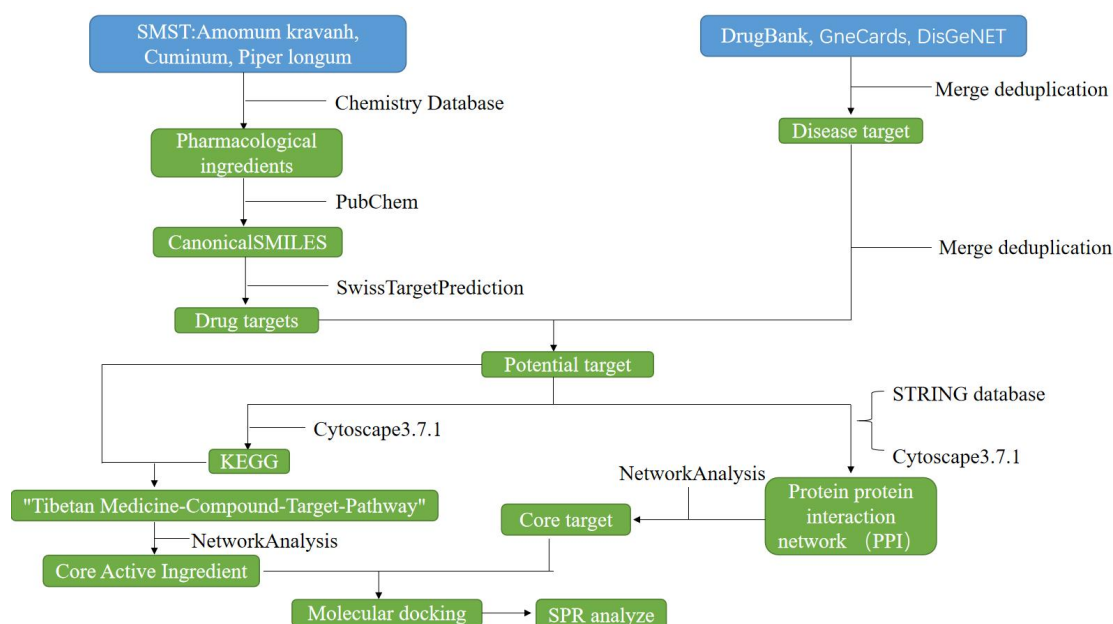 SMST:Amomum kravanh,
Cuminum, Piper longum
DrugBank, GneCards, DisGeNET
Chemistry Database
Merge deduplication
Pharmacological
ingredients
Disease target
PubChem
CanonicalSMILES
Merge deduplication
SwissTargetPrediction
Drug targets
Potential target
STRING database
Cytoscape3.7.1
Cytoscape3.7.1
KEGG
NetworkAnalysis
"Tibetan Medicine-Compound-Target-Pathway"
Protein protein
interaction
network （PPI）
Core target
NetworkAnalysis
Core Active Ingredient
Molecular docking
SPR analyze